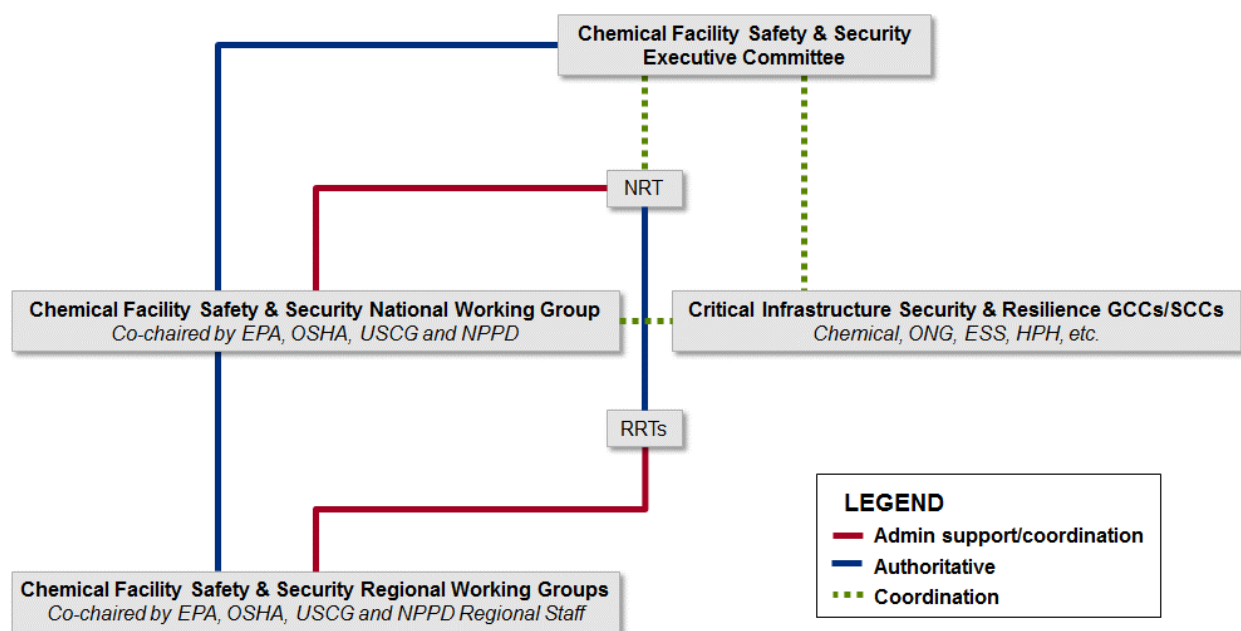 Chemical Facility Safety & Security
Executive Committee
NRT
Chemical Facility Safety & Security National Working Group
Co-chaired by EPA, OSHA, USCG and NPPD
Critical Infrastructure Security & Resilience GCCs/SCCs
Chemical, ONG, ESS, HPH, etc.
RRTs
LEGEND
Admin support/coordination
Authoritative
Coordination
Chemical Facility Safety & Security Regional Working Groups
Co-chaired by EPA, OSHA, USCG and NPPD Regional Staff